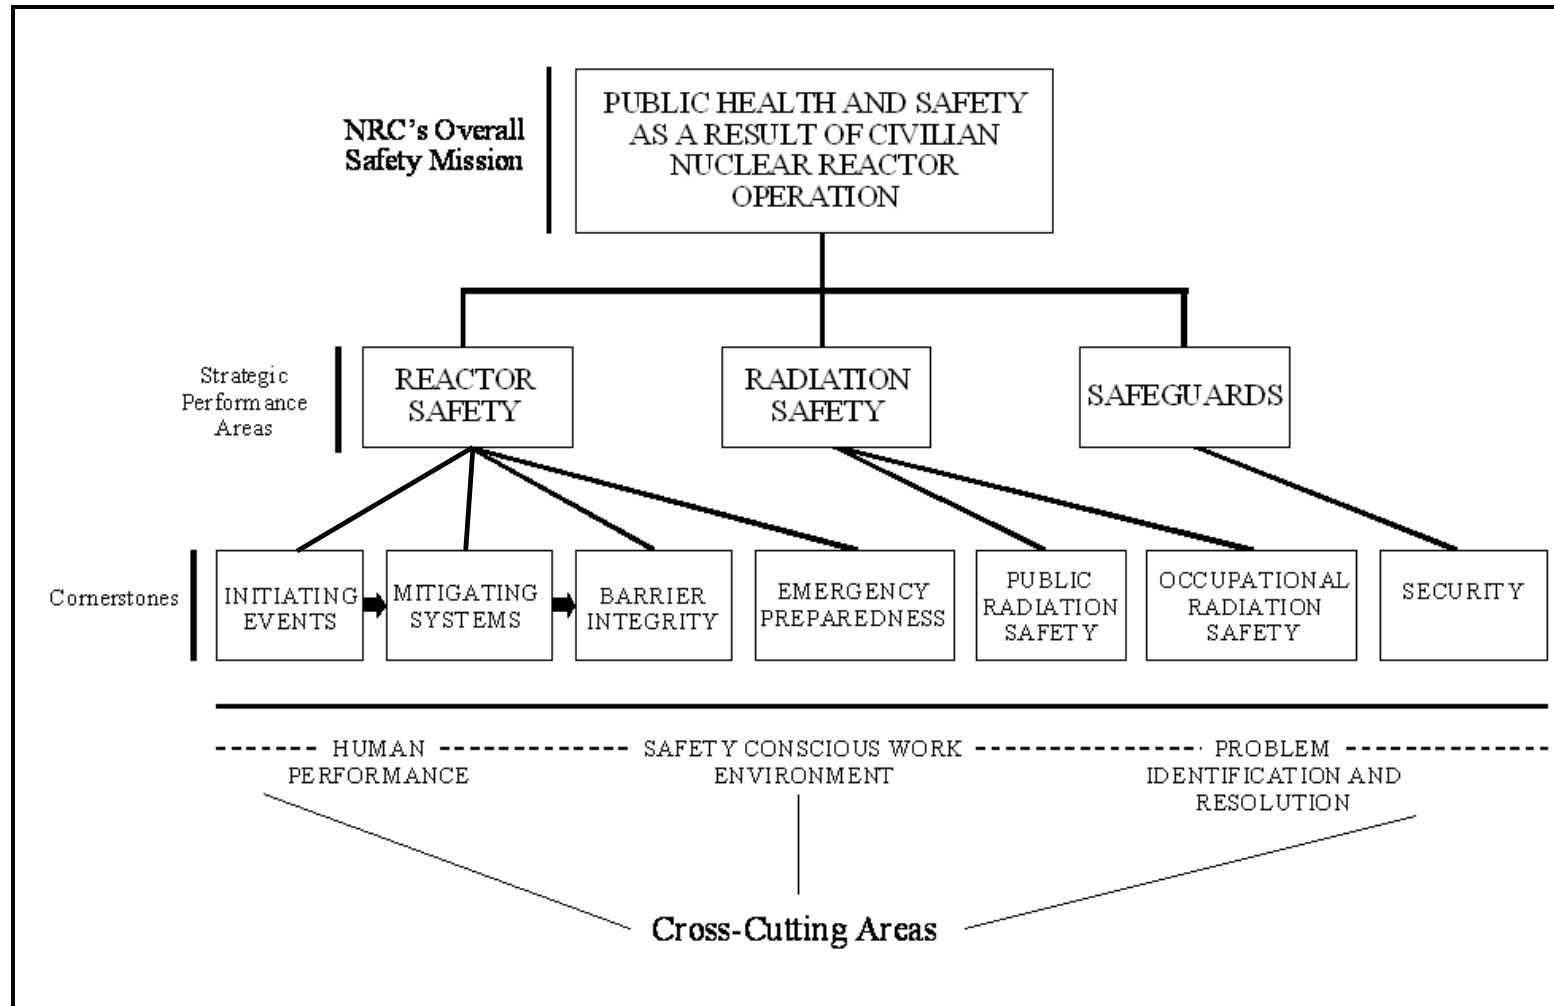 NRC's Overall
Safety Mission
PUBLIC HEALTH AND SAFETY
AS A RESULT OF CIVILIAN
NUCLEAR REACTOR
OPERATION
Strategic
Performance
Areas
REACTOR
SAFETY
RADIATION
SAFETY
SAFEGUARDS
Cornerstones
INITIATING
EVENTS
MITIGATING
SYSTEMS
BARRIER
INTEGRITY
EMERGENCY
PREPAREDNESS
PUBLIC
RADIATION
SAFETY
OCCUPATIONAL
RADIATION
SAFETY
SECURITY
HUMAN
PERFORMANCE
SAFETY CONSCIOUS WORK
ENVIRONMENT
PROBLEM
IDENTIFICATION AND
RESOLUTION
Cross-Cutting Areas